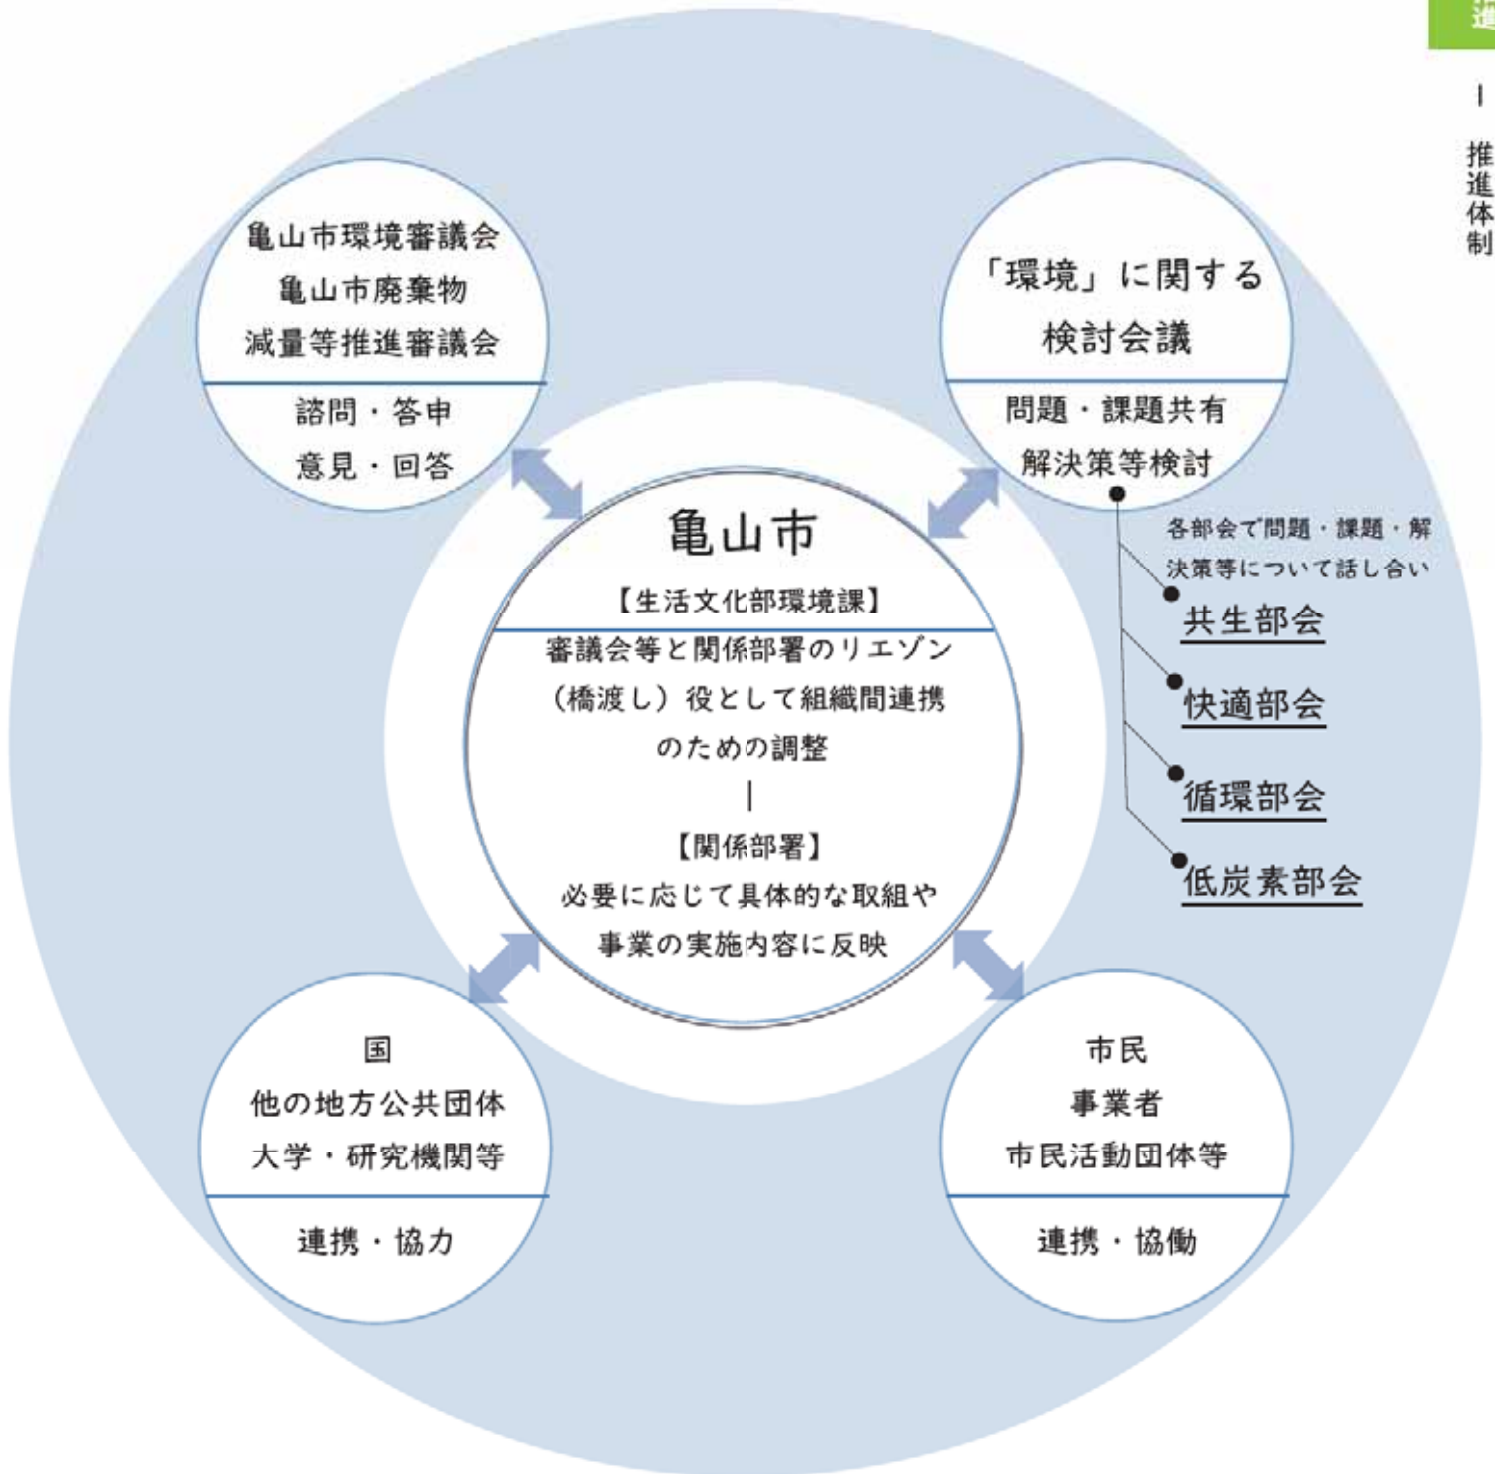 進
1 推進体制
亀山市環境審議会
亀山市廃棄物
減量等推進審議会
諮問・答申
意見・回答
「環境」に関する
検討会議
問題・課題共有
解決策等検討
各部会で問題・課題・解
決策等について話し合い
共生部会
快適部会
循環部会
低炭素部会
亀山市
【生活文化部環境課】
審議会等と関係部署のリエゾン
（橋渡し）役として組織間連携
のための調整
|
【関係部署】
必要に応じて具体的な取組や
事業の実施内容に反映
国
他の地方公共団体
大学・研究機関等
連携・協力
市民
事業者
市民活動団体等
連携・協働